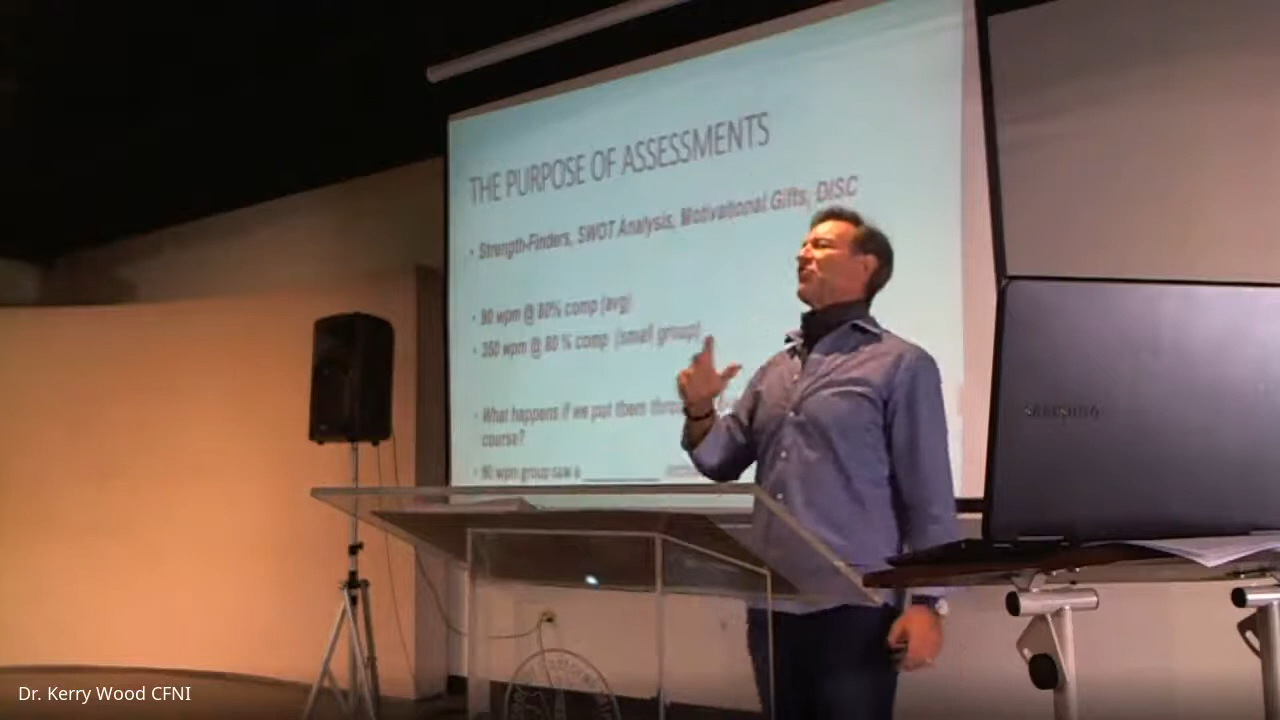 THE PURPOSE OF ASSESSMENTS
• Strength-Finders, SWOT Analysis, Motivational Gifts, DISC
• 90 wpm @ 80% comp (avg)
• 350 wpm @ 80 % comp (small group)
• What happens if we put them
course?
• 90 wpm group saw a
SAMSUNG
Dr. Kerry Wood CFNI